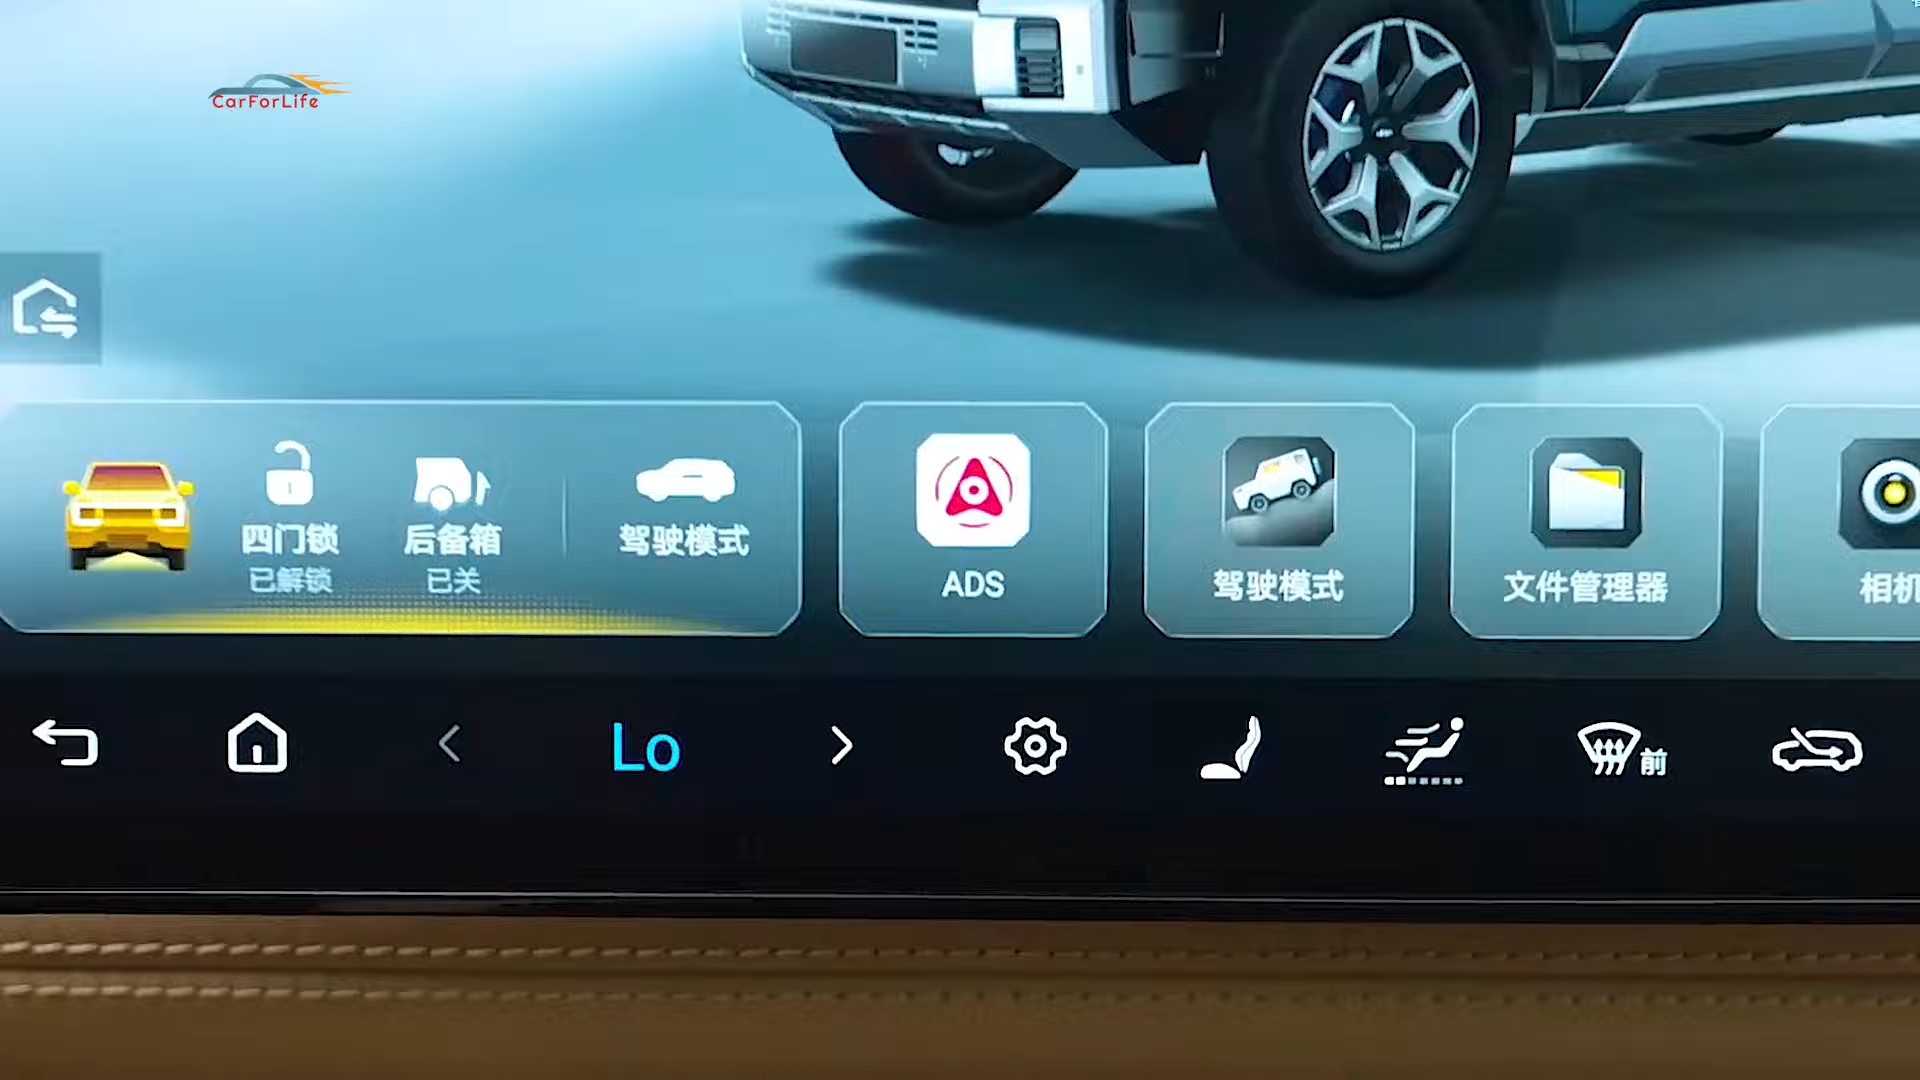 CarForLife
四门锁
已解锁
后备箱
已关
驾驶模式
ADS
驾驶模式
文件管理器
相机
Lo
前